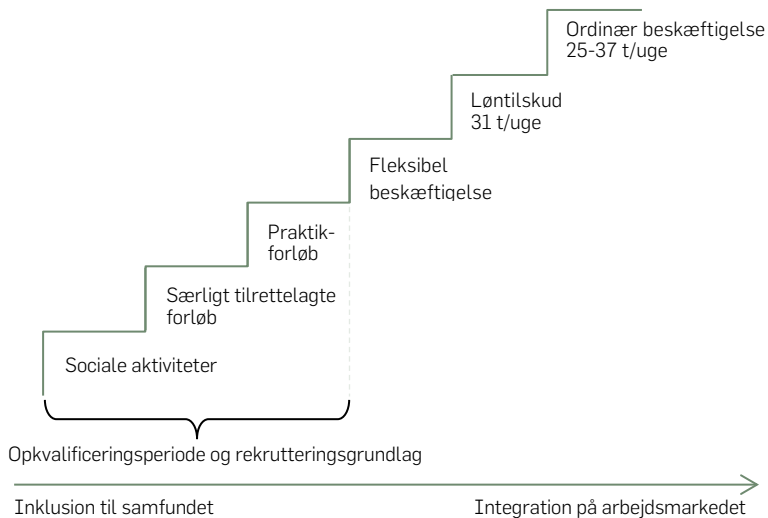 Ordinær beskæftigelse
25-37 t/uge
Løntilskud
31 t/uge
Fleksibel
beskæftigelse
Praktik-
forløb
Særligt tilrettelagte
forløb
Sociale aktiviteter
Opkvalificeringsperiode og rekrutteringsgrundlag
Inklusion til samfundet
Integration på arbejdsmarkedet